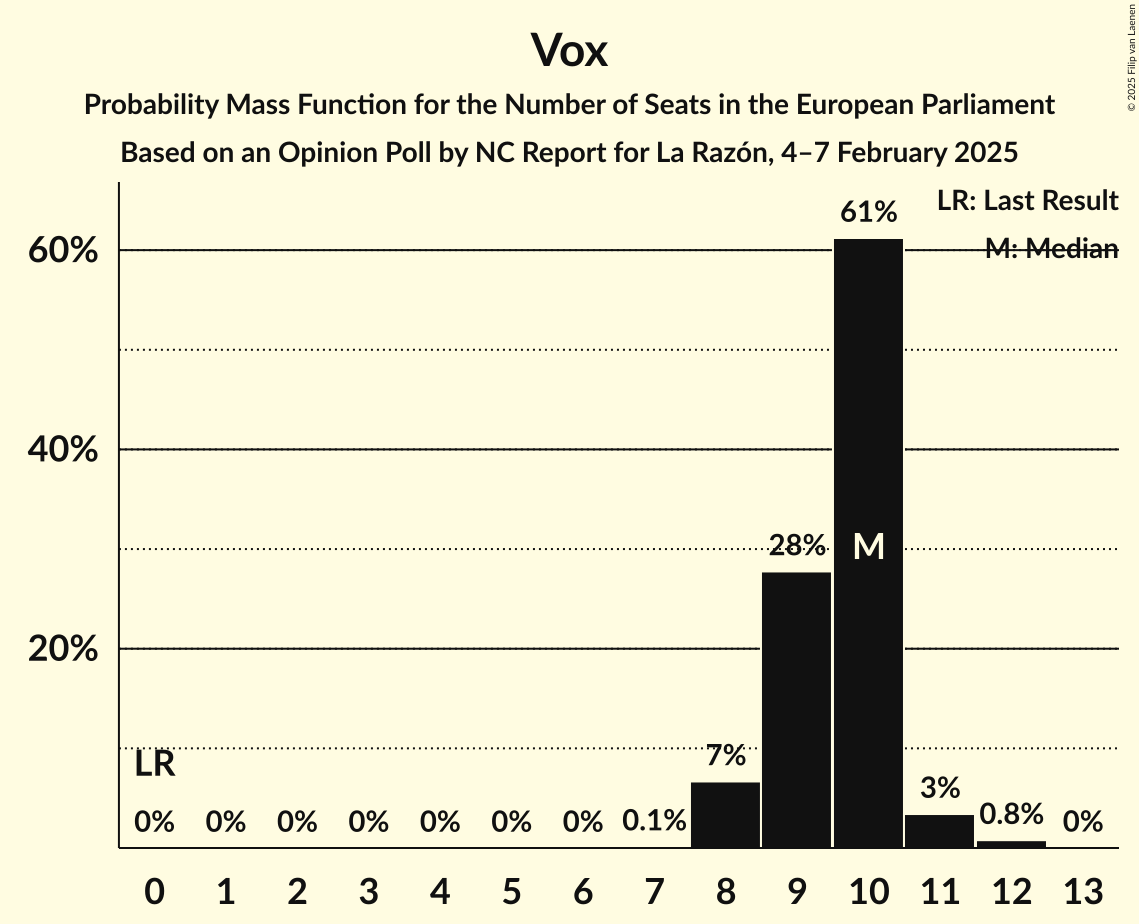 Vox
Probability Mass Function for the Number of Seats in the European Parliament
Based on an Opinion Poll by NC Report for La Razón, 4–7 February 2025
© 2025 Filip van Laenen
LR: Last Result
M: Median
60%
40%
20%
61%
28%
M
7%
LR
3%
0% 0% 0% 0% 0% 0% 0% 0.1% 0.8% 0%
0 1 2 3 4 5 6 7 8 9 10 11 12 13